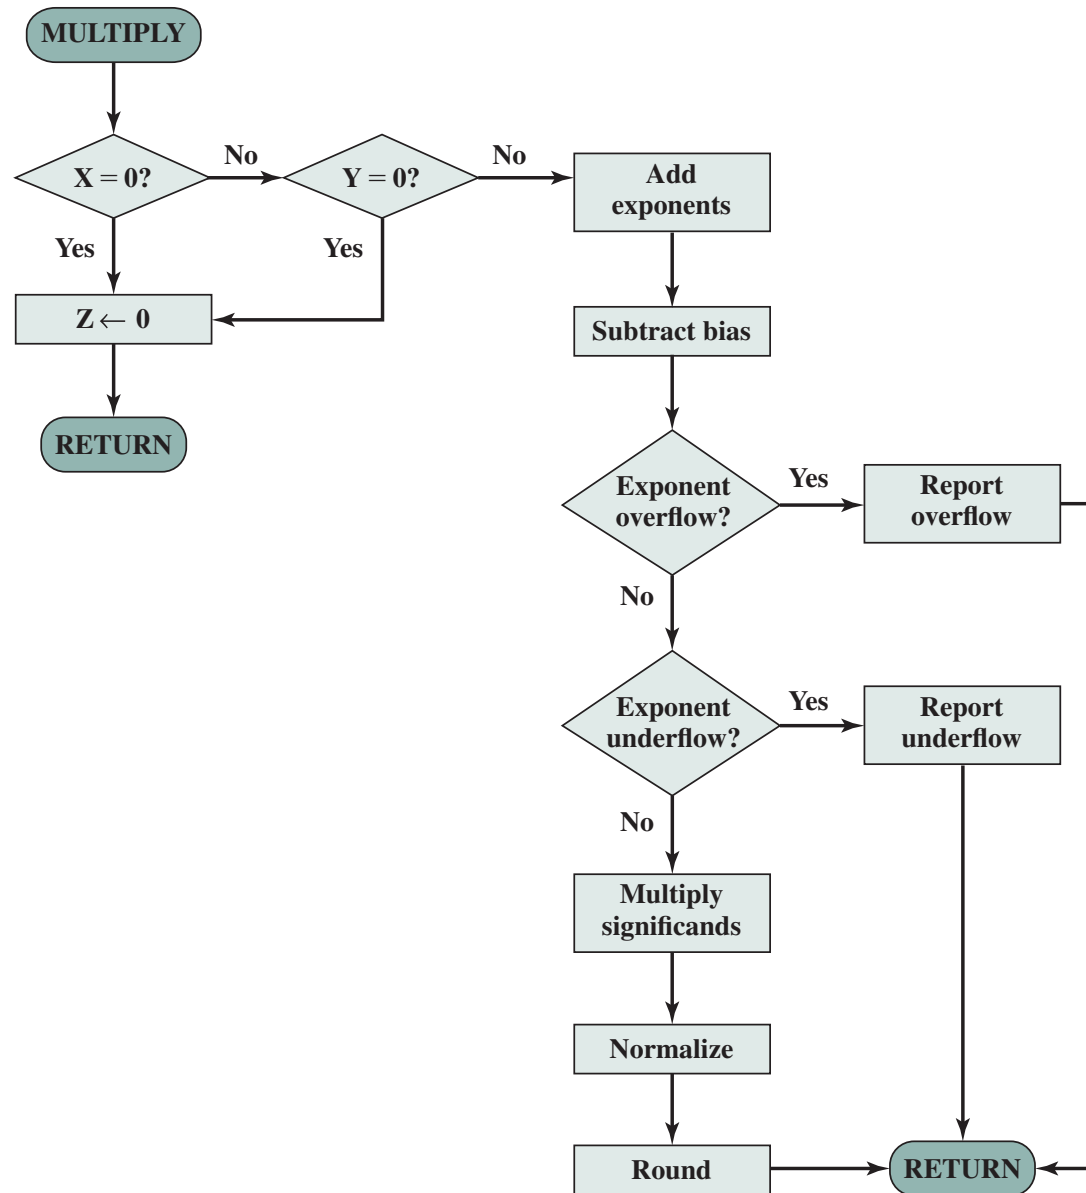 MULTIPLY
X = 0?
No
Y = 0?
No
Add
exponents
Yes
Yes
Z ← 0
Subtract bias
RETURN
Exponent
overflow?
Yes
Report
overflow
No
Exponent
underflow?
Yes
Report
underflow
No
Multiply
significands
Normalize
Round
RETURN